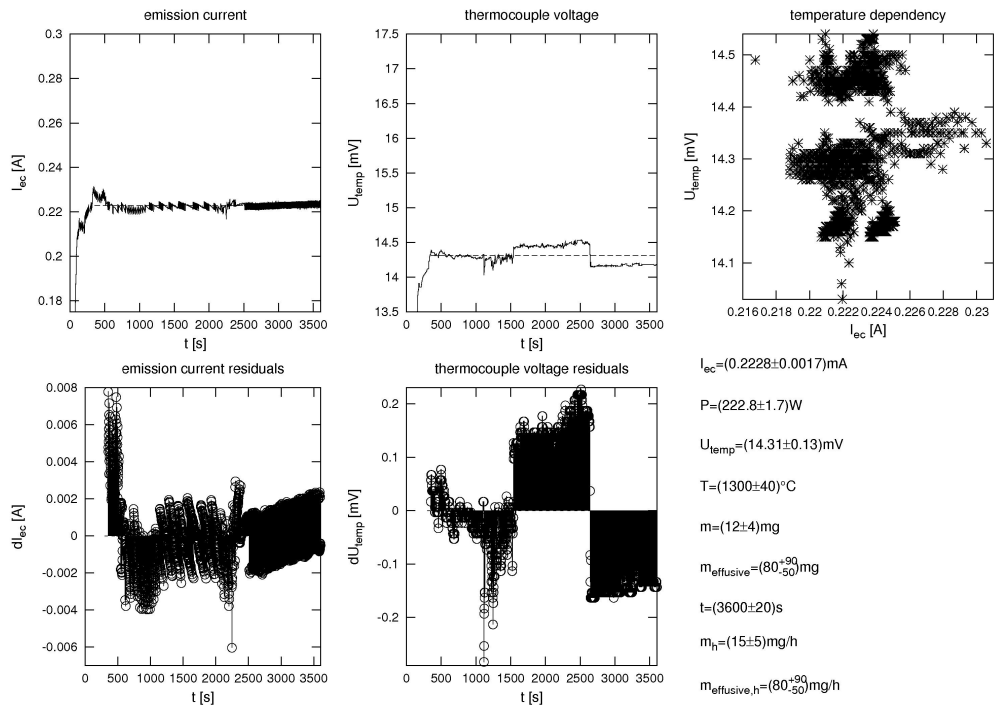 emission current
thermocouple voltage
temperature dependency
0.3
0.28
0.26
0.24
0.22
0.2
0.18
I_ec [A]
0 500 1000 1500 2000 2500 3000 3500
t [s]
17.5
17
16.5
16
15.5
15
14.5
14
13.5
U_temp [mV]
0 500 1000 1500 2000 2500 3000 3500
t [s]
14.5
14.4
14.3
14.2
14.1
U_temp [mV]
0.216 0.218 0.22 0.222 0.224 0.226 0.228 0.23
I_ec [A]
emission current residuals
thermocouple voltage residuals
0.008
0.006
0.004
0.002
0
-0.002
-0.004
-0.006
dI_ec [A]
0 500 1000 1500 2000 2500 3000 3500
t [s]
0.2
0.1
0
-0.1
-0.2
dU_temp [mV]
0 500 1000 1500 2000 2500 3000 3500
t [s]
I_ec=(0.2228±0.0017)mA
P=(222.8±1.7)W
U_temp=(14.31±0.13)mV
T=(1300±40)°C
m=(12±4)mg
m_effusive=(80+90-50)mg
t=(3600±20)s
m_h=(15±5)mg/h
m_effusive,h=(80+90-50)mg/h